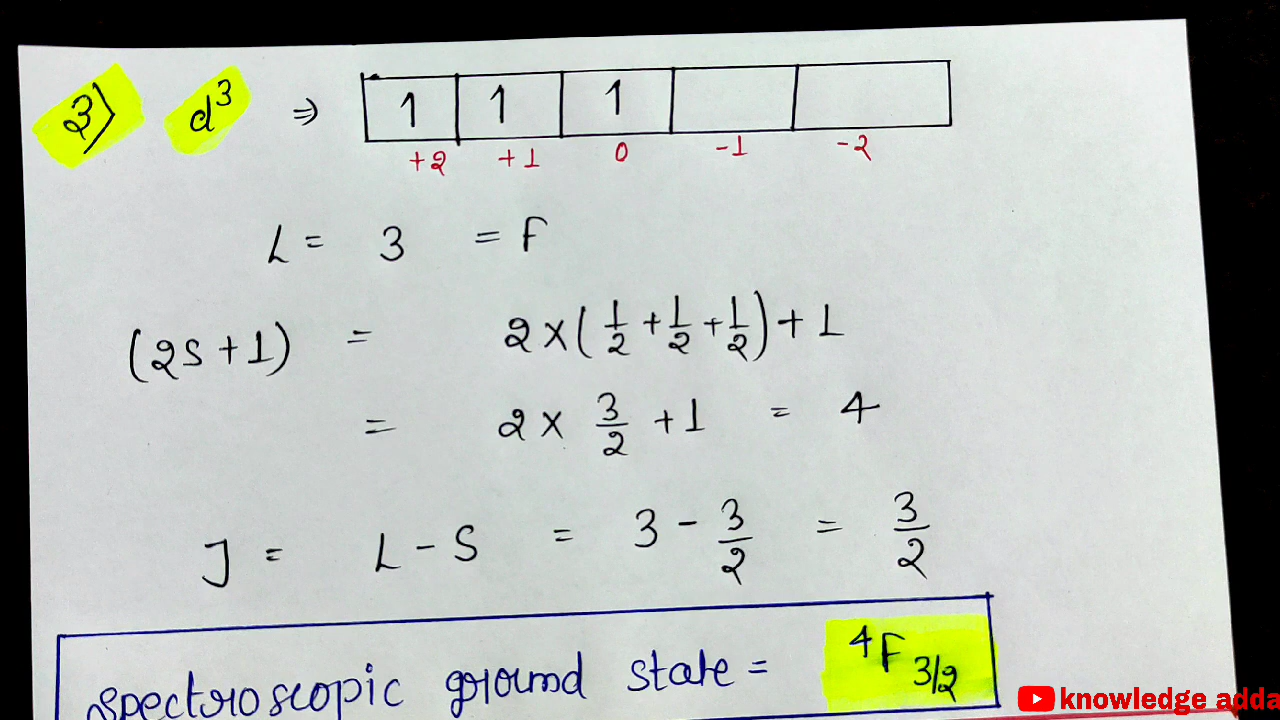 3) d³ ⇒ 1 1 1
+2 +1 0 -1 -2
L = 3 = F
(2S+1) = 2×(1/2+1/2+1/2)+1
= 2×3/2+1 = 4
J = L-S = 3-3/2 = 3/2
spectroscopic ground state = ⁴F3/2
knowledge adda